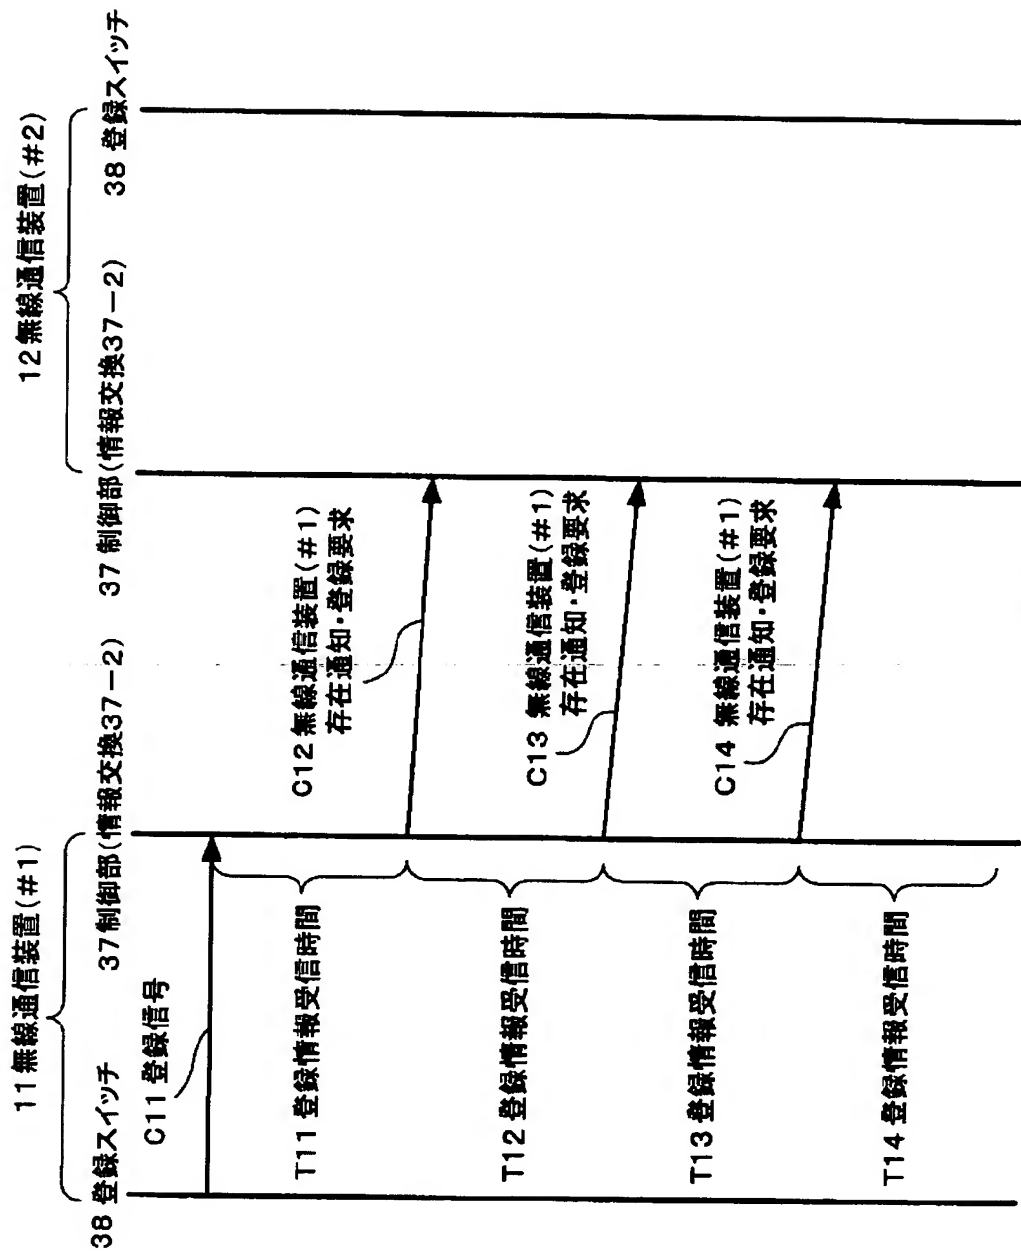 11 無線通信装置(#1)
12 無線通信装置(#2)
38 登録スイッチ
37 制御部(情報交換37-2)
37 制御部(情報交換37-2)
38 登録スイッチ
C11 登録信号
T11 登録情報受信時間
C12 無線通信装置(#1)
存在通知・登録要求
T12 登録情報受信時間
C13 無線通信装置(#1)
存在通知・登録要求
T13 登録情報受信時間
C14 無線通信装置(#1)
存在通知・登録要求
T14 登録情報受信時間